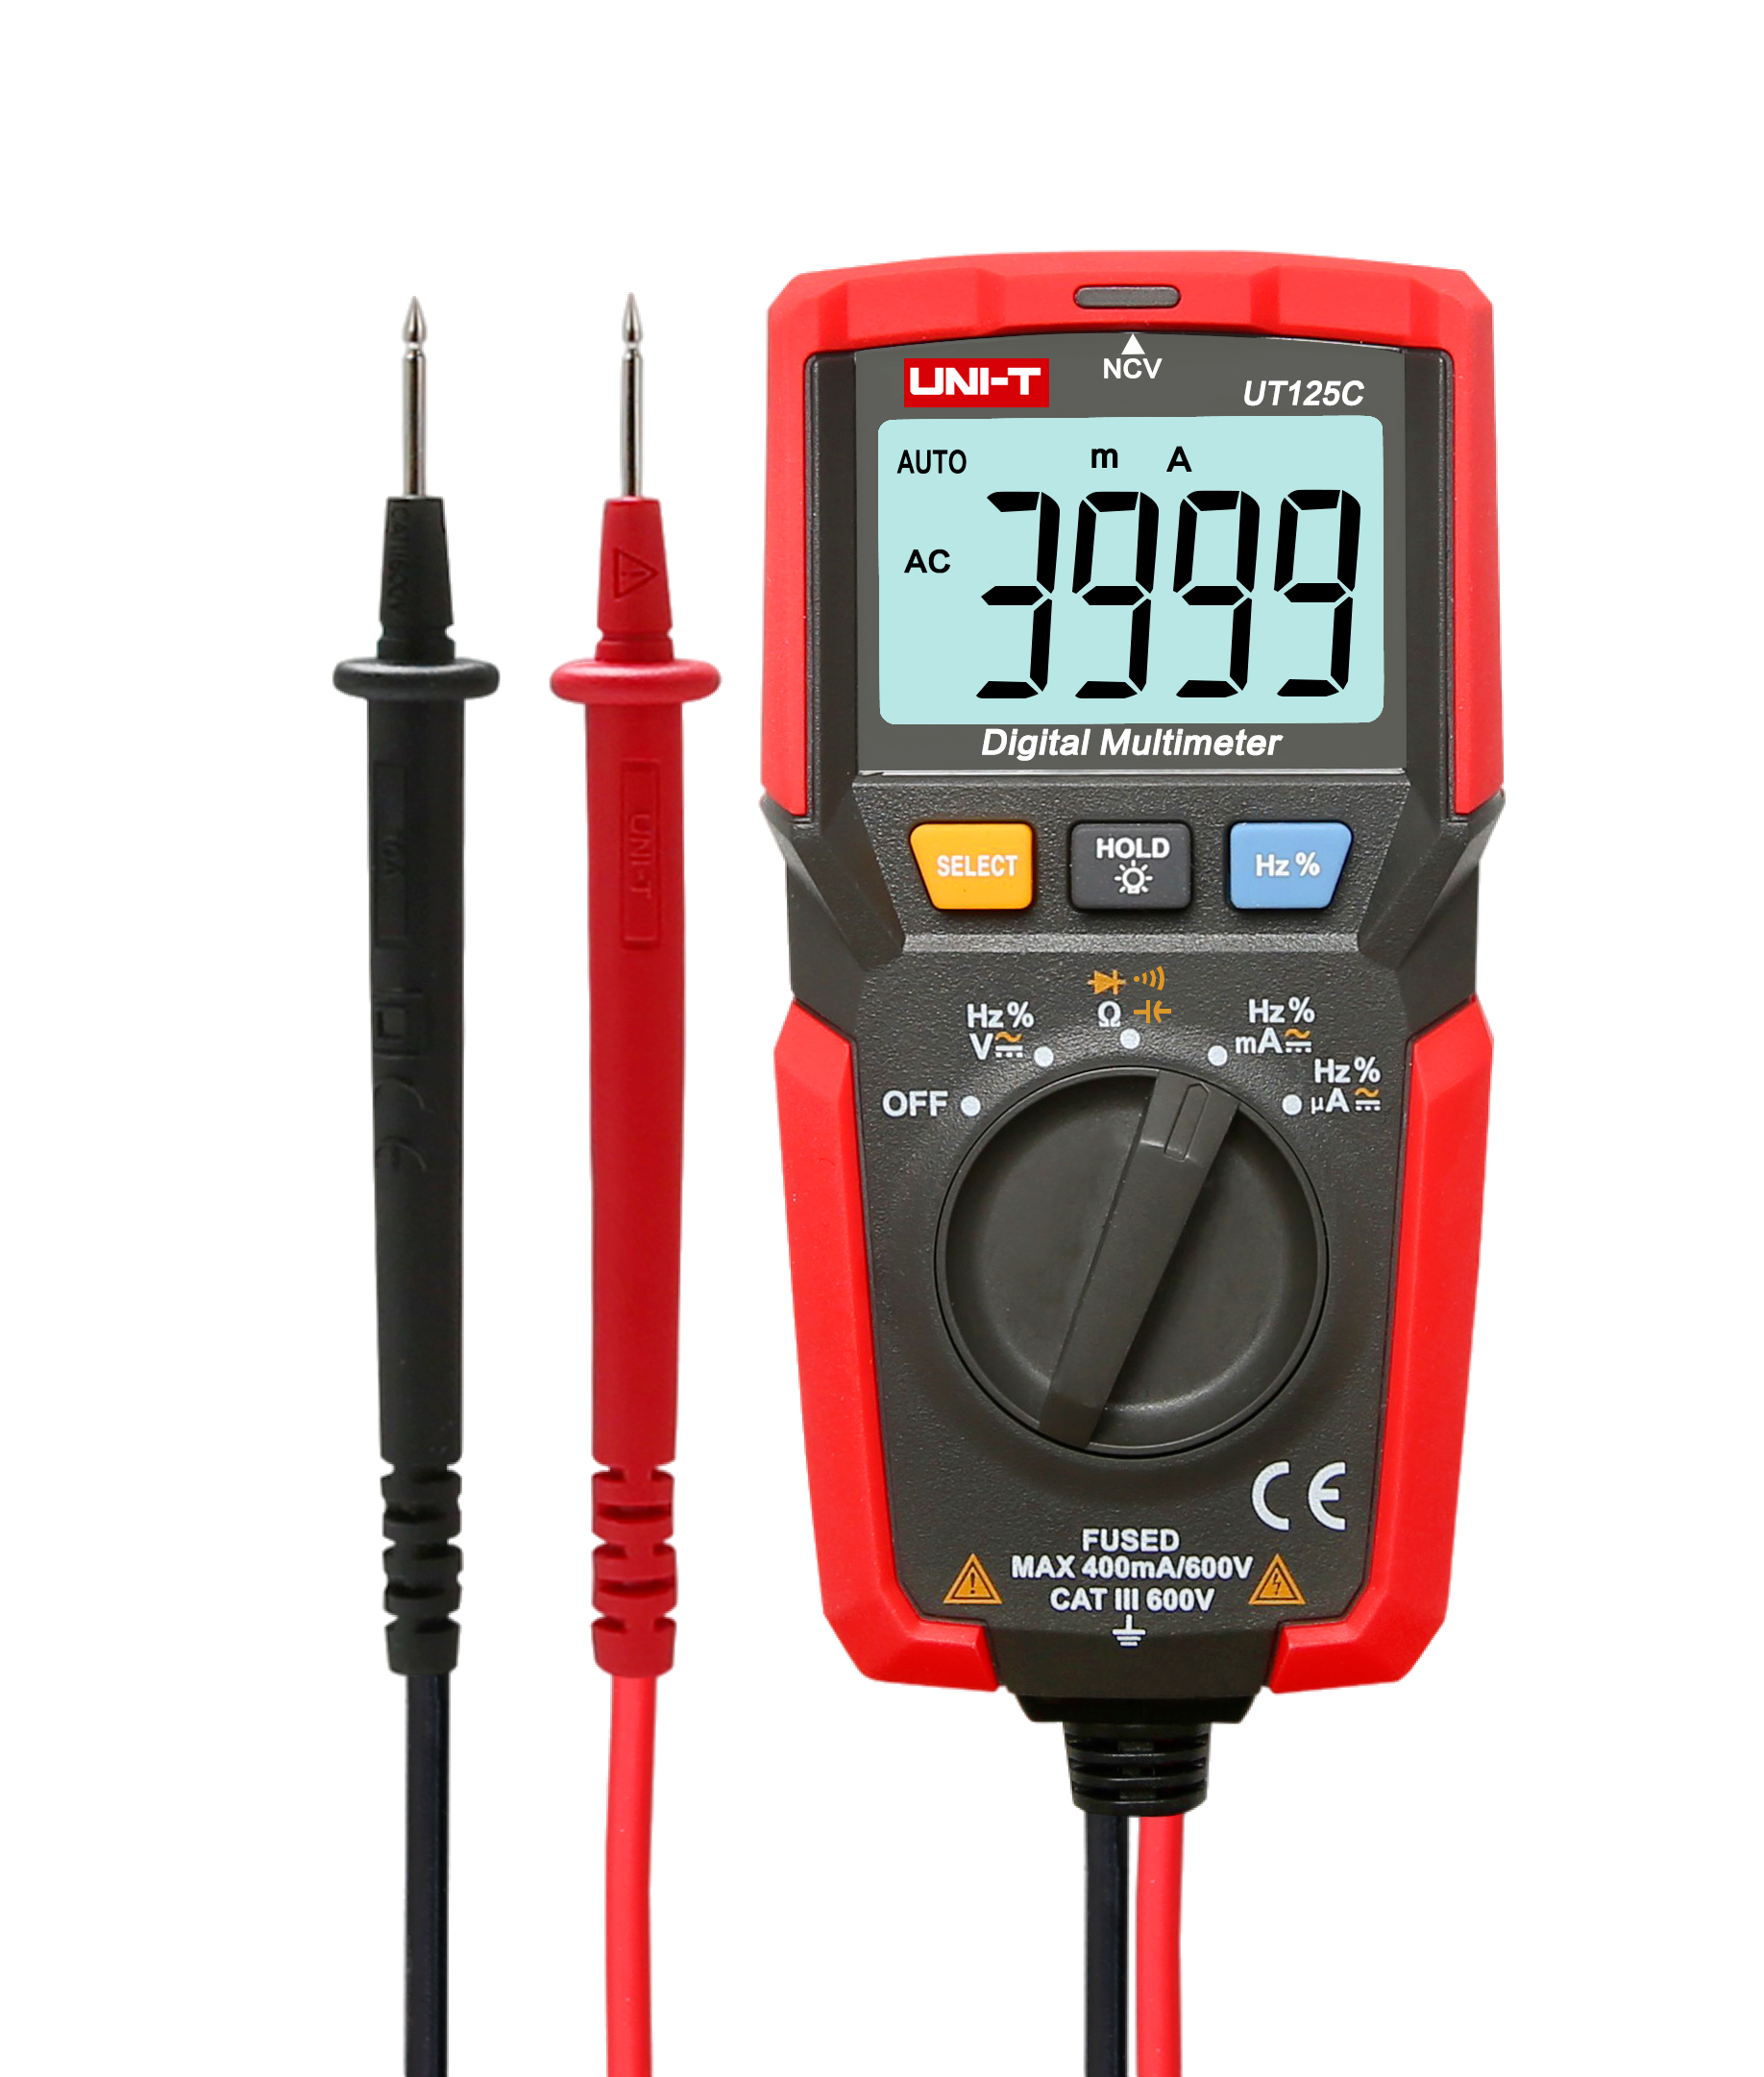 NCV
UNI-T
UT125C
AUTO m A
AC 3999
Digital Multimeter
SELECT
HOLD
Hz %
Hz %
V
Ω
Hz %
mA
Hz %
µA
OFF
CE
FUSED
MAX 400mA/600V
CAT III 600V
UNI-T
10A